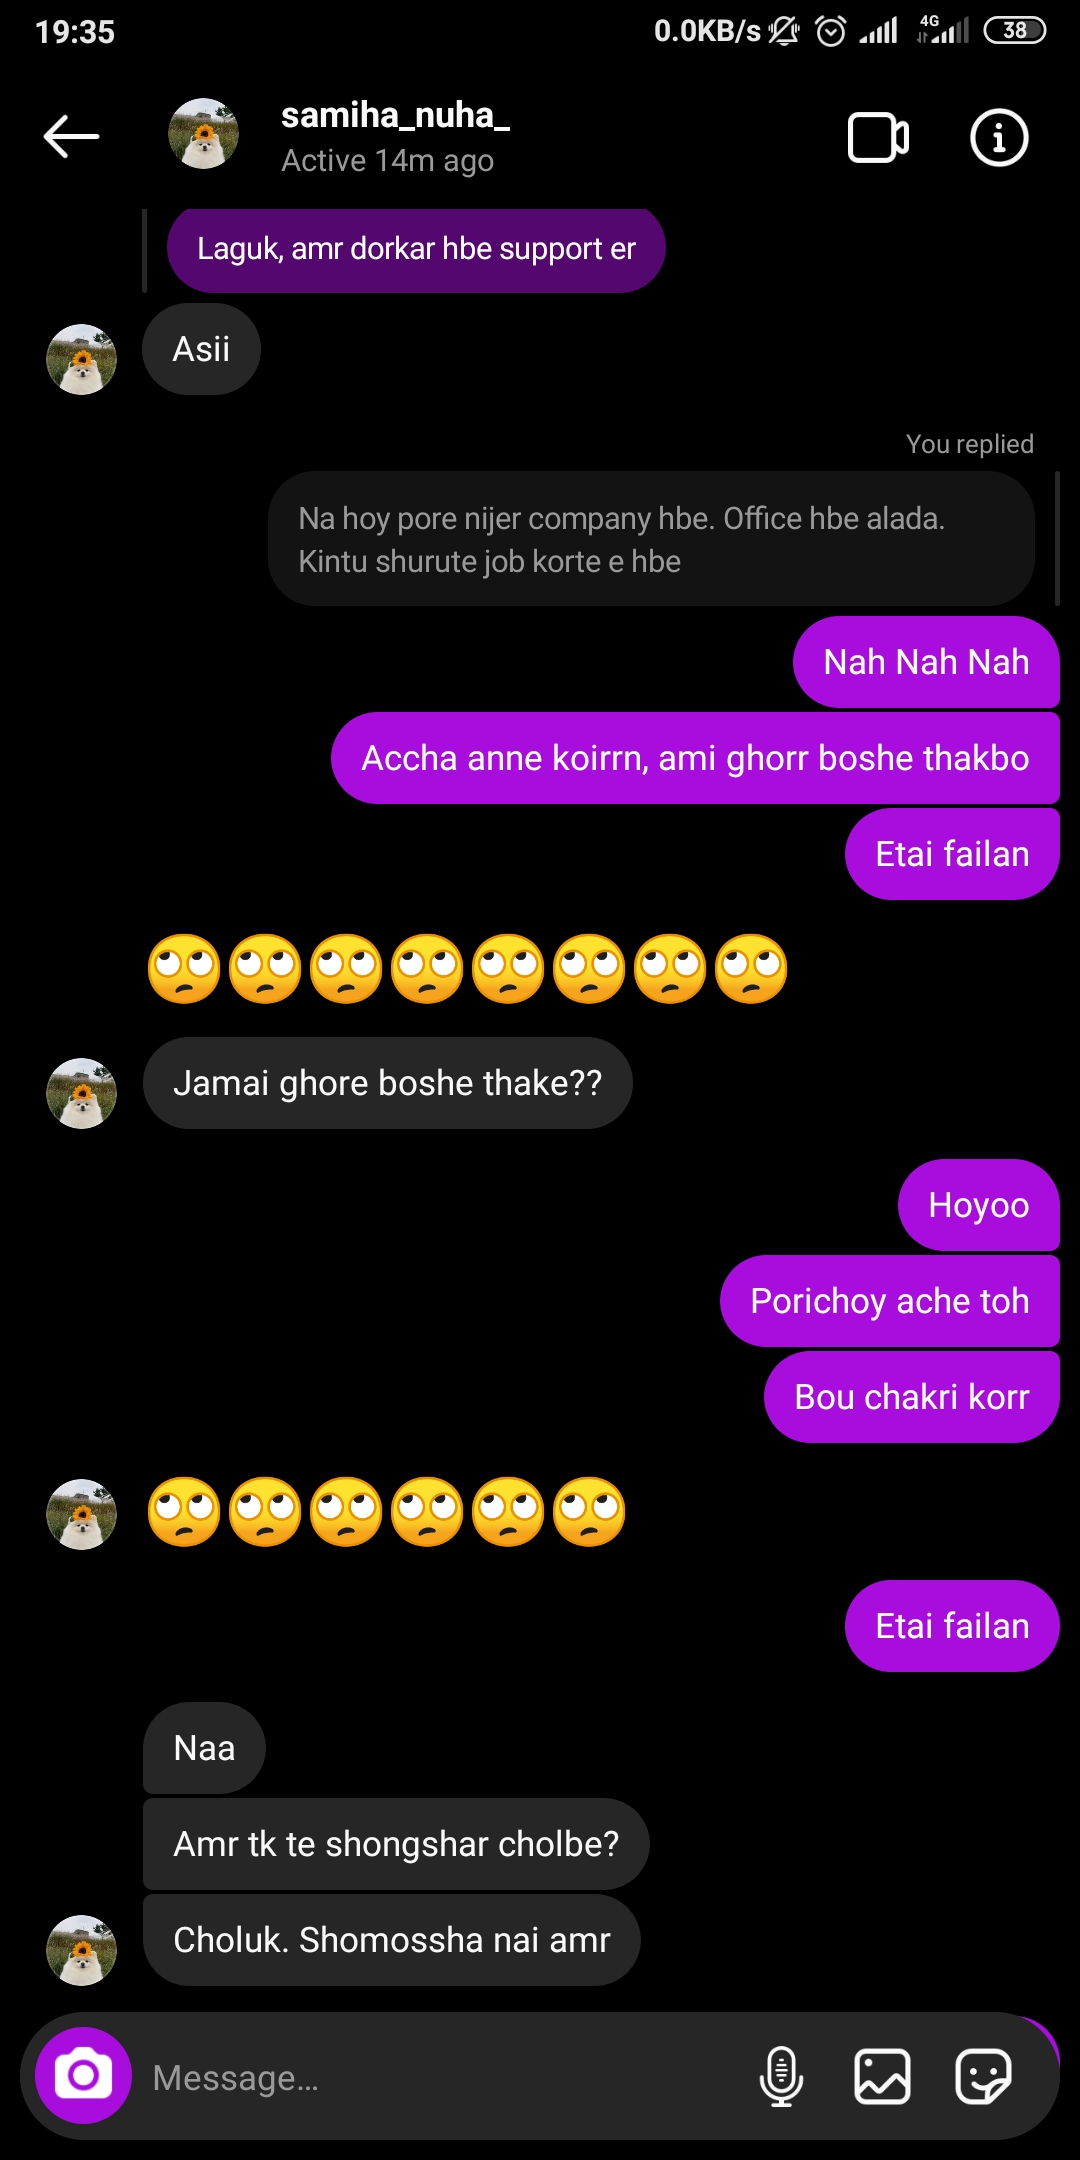 19:35
0.0KB/s 4G 38
samiha_nuha_
Active 14m ago
Laguk, amr dorkar hbe support er
Asii
You replied
Na hoy pore nijer company hbe. Office hbe alada.
Kintu shurute job korte e hbe
Nah Nah Nah
Accha anne koirrn, ami ghorr boshe thakbo
Etai failan
🙄🙄🙄🙄🙄🙄🙄🙄
Jamai ghore boshe thake??
Hoyoo
Porichoy ache toh
Bou chakri korr
🙄🙄🙄🙄🙄🙄
Etai failan
Naa
Amr tk te shongshar cholbe?
Choluk. Shomossha nai amr
Message...